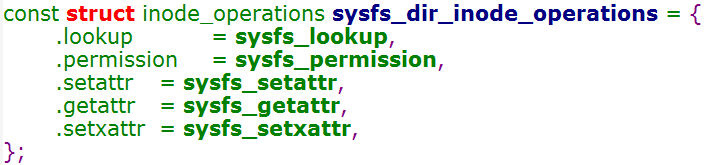 const struct inode_operations sysfs_dir_inode_operations = {
.lookup = sysfs_lookup,
.permission = sysfs_permission,
.setattr = sysfs_setattr,
.getattr = sysfs_getattr,
.setxattr = sysfs_setxattr,
};